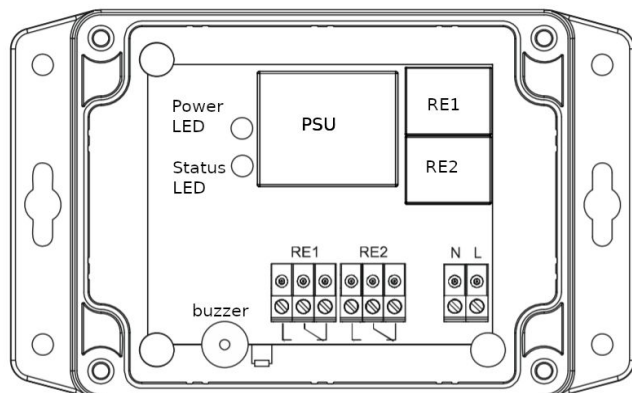 Power
LED
PSU
RE1
Status
LED
RE2
RE1
RE2
N
L
buzzer